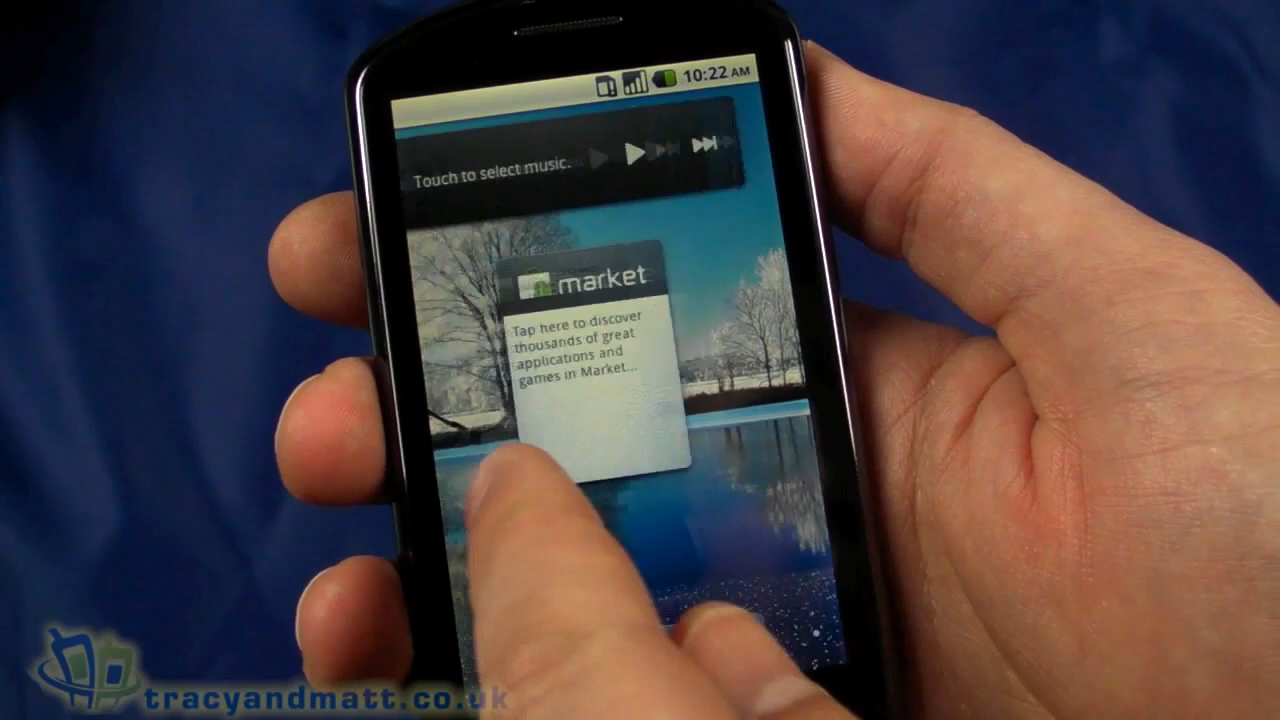 10:22 AM
Touch to select music.
market
Tap here to discover
thousands of great
applications and
games in Market...
tracyandmatt.co.uk